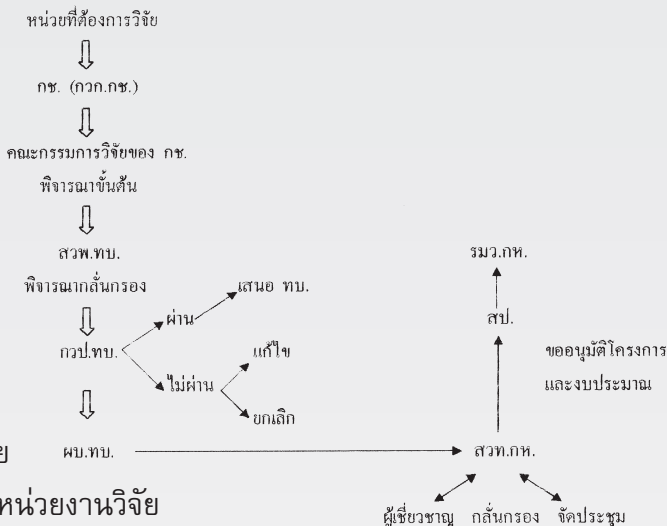 หน่วยที่ต้องการวิจัย
กช. (กวก.กช.)
คณะกรรมการวิจัยของ กช.
พิจารณาขั้นต้น
สวพ.ทบ.
พิจารณากลั่นกรอง
กวป.ทบ.
ผ่าน
เสนอ ทบ.
ไม่ผ่าน
แก้ไข
ยกเลิก
ผบ.ทบ.
รมว.กห.
สป.
ขออนุมัติโครงการ
และงบประมาณ
สวท.กห.
ผู้เชี่ยวชาญ กลั่นกรอง จัดประชุม
หน่วยงานวิจัย